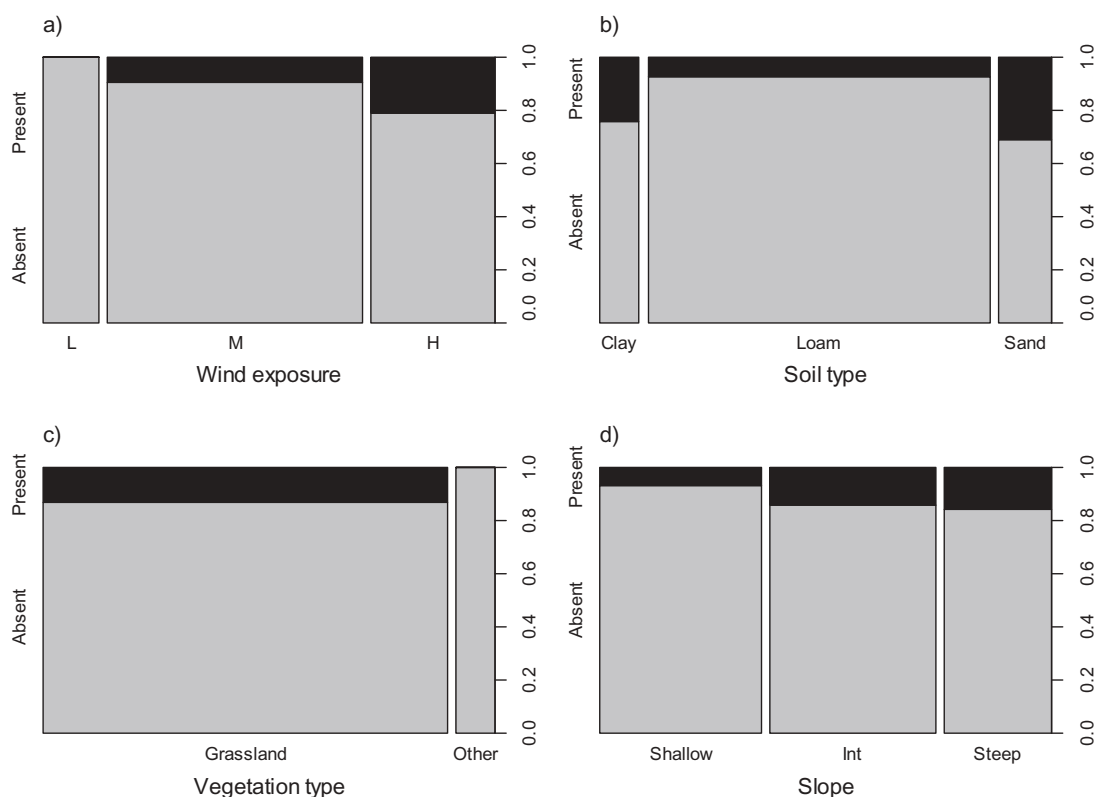 a)
Present
Absent
0.0 0.2 0.4 0.6 0.8 1.0
L M H
Wind exposure
b)
Present
Absent
0.0 0.2 0.4 0.6 0.8 1.0
Clay Loam Sand
Soil type
c)
Present
Absent
0.0 0.2 0.4 0.6 0.8 1.0
Grassland Other
Vegetation type
d)
Present
Absent
0.0 0.2 0.4 0.6 0.8 1.0
Shallow Int Steep
Slope